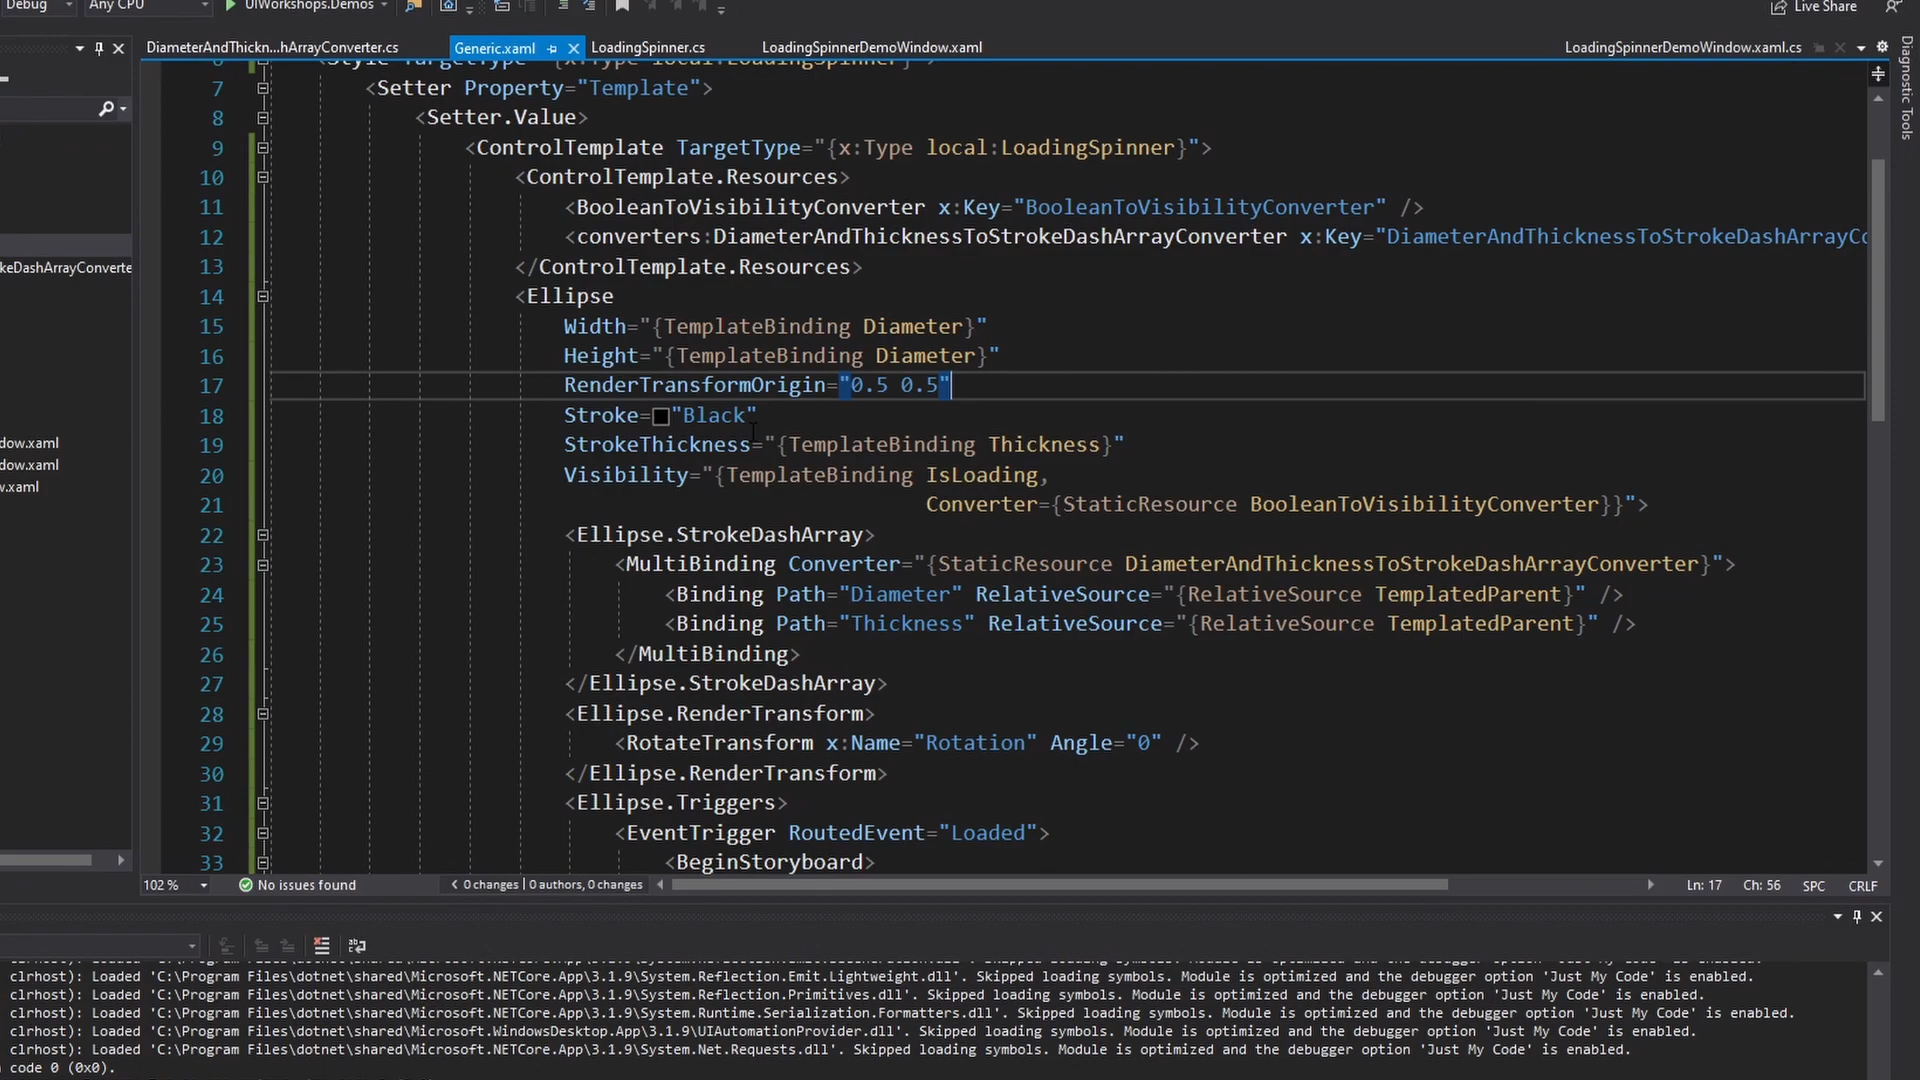 Debug
Any CPU
UIWorkshops.Demos
Live Share
DiameterAndThickn...hArrayConverter.cs
Generic.xaml
LoadingSpinner.cs
LoadingSpinnerDemoWindow.xaml
LoadingSpinnerDemoWindow.xaml.cs
Diagnostic Tools
6 <Style TargetType="{x:Type local:LoadingSpinner}">
7 <Setter Property="Template">
8 <Setter.Value>
9 <ControlTemplate TargetType="{x:Type local:LoadingSpinner}">
10 <ControlTemplate.Resources>
11 <BooleanToVisibilityConverter x:Key="BooleanToVisibilityConverter" />
12 <converters:DiameterAndThicknessToStrokeDashArrayConverter x:Key="DiameterAndThicknessToStrokeDashArrayCo
13 </ControlTemplate.Resources>
14 <Ellipse
15 Width="{TemplateBinding Diameter}"
16 Height="{TemplateBinding Diameter}"
17 RenderTransformOrigin="0.5 0.5"
18 Stroke="Black"
19 StrokeThickness="{TemplateBinding Thickness}"
20 Visibility="{TemplateBinding IsLoading,
21 Converter={StaticResource BooleanToVisibilityConverter}}">
22 <Ellipse.StrokeDashArray>
23 <MultiBinding Converter="{StaticResource DiameterAndThicknessToStrokeDashArrayConverter}">
24 <Binding Path="Diameter" RelativeSource="{RelativeSource TemplatedParent}" />
25 <Binding Path="Thickness" RelativeSource="{RelativeSource TemplatedParent}" />
26 </MultiBinding>
27 </Ellipse.StrokeDashArray>
28 <Ellipse.RenderTransform>
29 <RotateTransform x:Name="Rotation" Angle="0" />
30 </Ellipse.RenderTransform>
31 <Ellipse.Triggers>
32 <EventTrigger RoutedEvent="Loaded">
33 <BeginStoryboard>
keDashArrayConverte
dow.xaml
dow.xaml
w.xaml
102 %
No issues found
0 changes | 0 authors, 0 changes
Ln: 17
Ch: 56
SPC
CRLF
clrhost): Loaded 'C:\Program Files\dotnet\shared\Microsoft.NETCore.App\3.1.9\System.Reflection.Emit.Lightweight.dll'. Skipped loading symbols. Module is optimized and the debugger option 'Just My Code' is enabled.
clrhost): Loaded 'C:\Program Files\dotnet\shared\Microsoft.NETCore.App\3.1.9\System.Reflection.Primitives.dll'. Skipped loading symbols. Module is optimized and the debugger option 'Just My Code' is enabled.
clrhost): Loaded 'C:\Program Files\dotnet\shared\Microsoft.NETCore.App\3.1.9\System.Runtime.Serialization.Formatters.dll'. Skipped loading symbols. Module is optimized and the debugger option 'Just My Code' is enabled.
clrhost): Loaded 'C:\Program Files\dotnet\shared\Microsoft.WindowsDesktop.App\3.1.9\UIAutomationProvider.dll'. Skipped loading symbols. Module is optimized and the debugger option 'Just My Code' is enabled.
clrhost): Loaded 'C:\Program Files\dotnet\shared\Microsoft.NETCore.App\3.1.9\System.Net.Requests.dll'. Skipped loading symbols. Module is optimized and the debugger option 'Just My Code' is enabled.
code 0 (0x0).